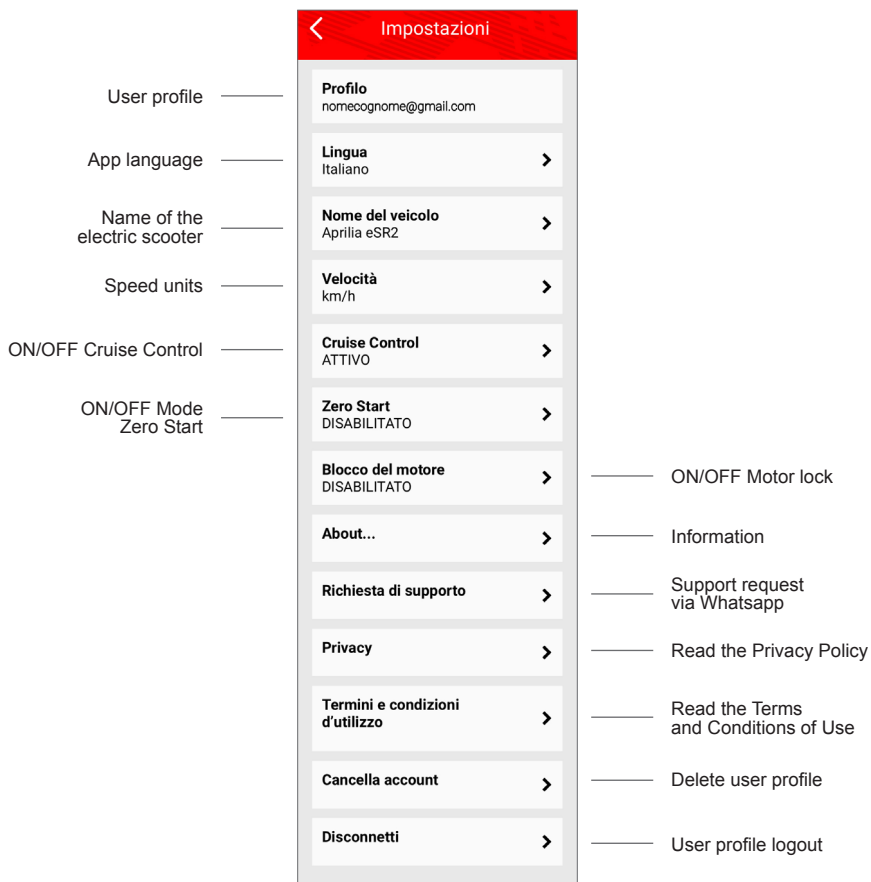 Impostazioni
User profile
Profilo
nomecognome@gmail.com
App language
Lingua
Italiano
Name of the
electric scooter
Nome del veicolo
Aprilia eSR2
Speed units
Velocità
km/h
ON/OFF Cruise Control
Cruise Control
ATTIVO
ON/OFF Mode
Zero Start
Zero Start
DISABILITATO
Blocco del motore
DISABILITATO
ON/OFF Motor lock
About...
Information
Richiesta di supporto
Support request
via Whatsapp
Privacy
Read the Privacy Policy
Termini e condizioni
d'utilizzo
Read the Terms
and Conditions of Use
Cancella account
Delete user profile
Disconnetti
User profile logout